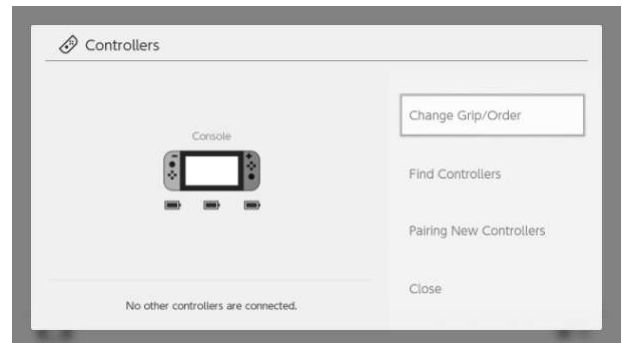 Controllers
Console
No other controllers are connected.
Change Grip/Order
Find Controllers
Pairing New Controllers
Close